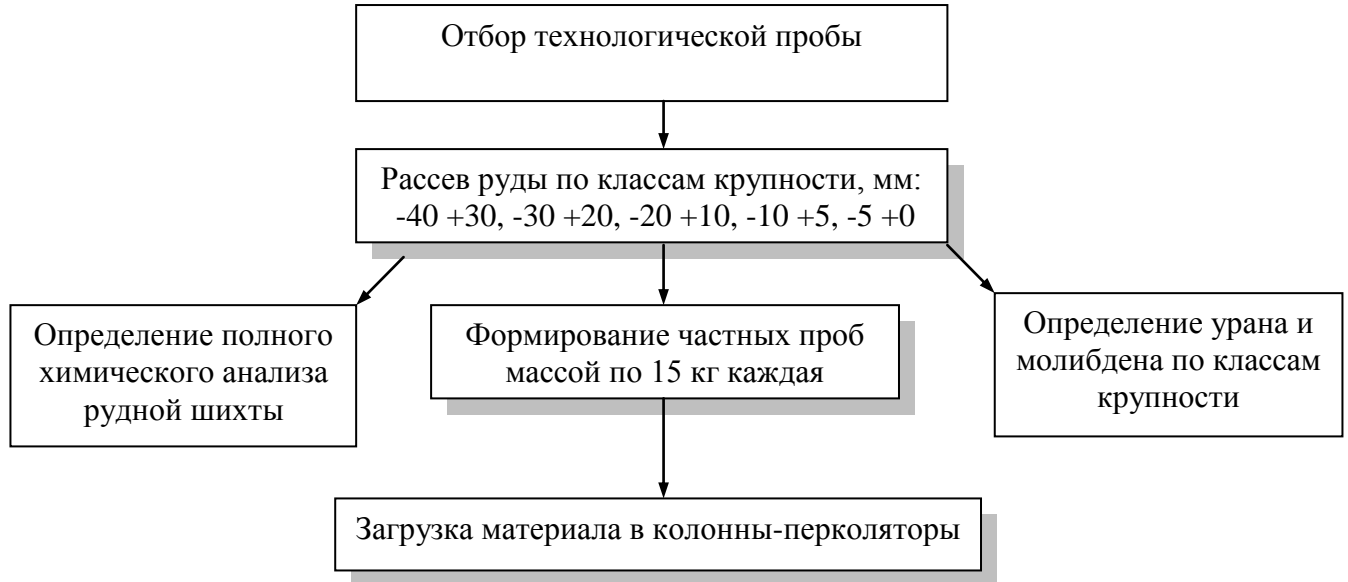 Отбор технологической пробы
Рассев руды по классам крупности, мм:
-40 +30, -30 +20, -20 +10, -10 +5, -5 +0
Определение полного
химического анализа
рудной шихты
Формирование частных проб
массой по 15 кг каждая
Определение урана и
молибдена по классам
крупности
Загрузка материала в колонны-перколяторы